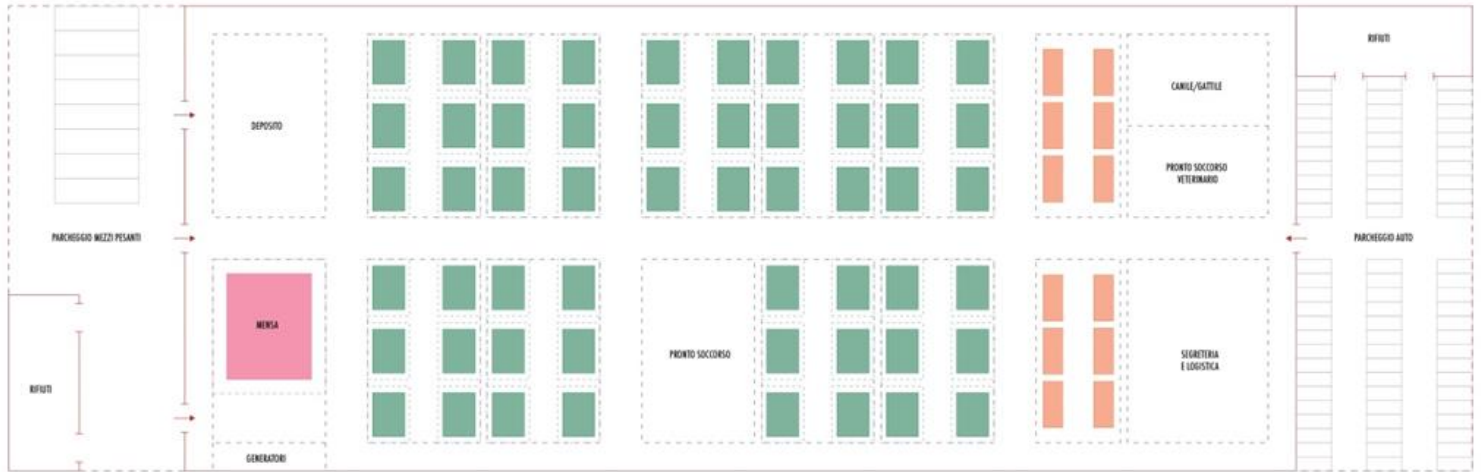 RIFIUTI
DEPOSITO
CANILE/GATTILE
PRONTO SOCCORSO
VETERINARIO
PARCHEGGIO MEZZI PESANTI
PARCHEGGIO AUTO
MENSA
PRONTO SOCCORSO
SEGRETERIA
E LOGISTICA
RIFIUTI
GENERATORI